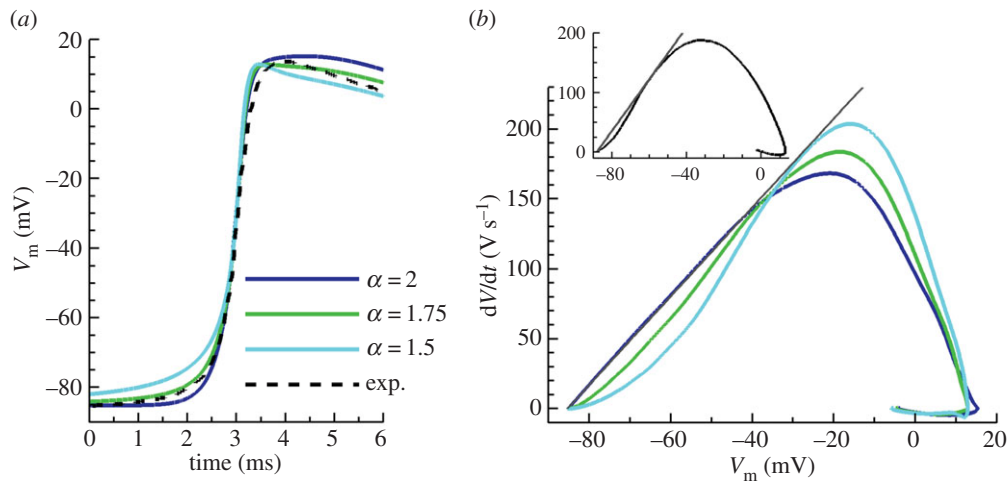 (a)
20
0
–20
–40
–60
–80
V_m (mV)
0 1 2 3 4 5 6
time (ms)
α = 2
α = 1.75
α = 1.5
exp.
(b)
200
100
0
–80 –40 0
200
150
100
50
0
dV/dt (V s⁻¹)
–80 –60 –40 –20 0 20
V_m (mV)